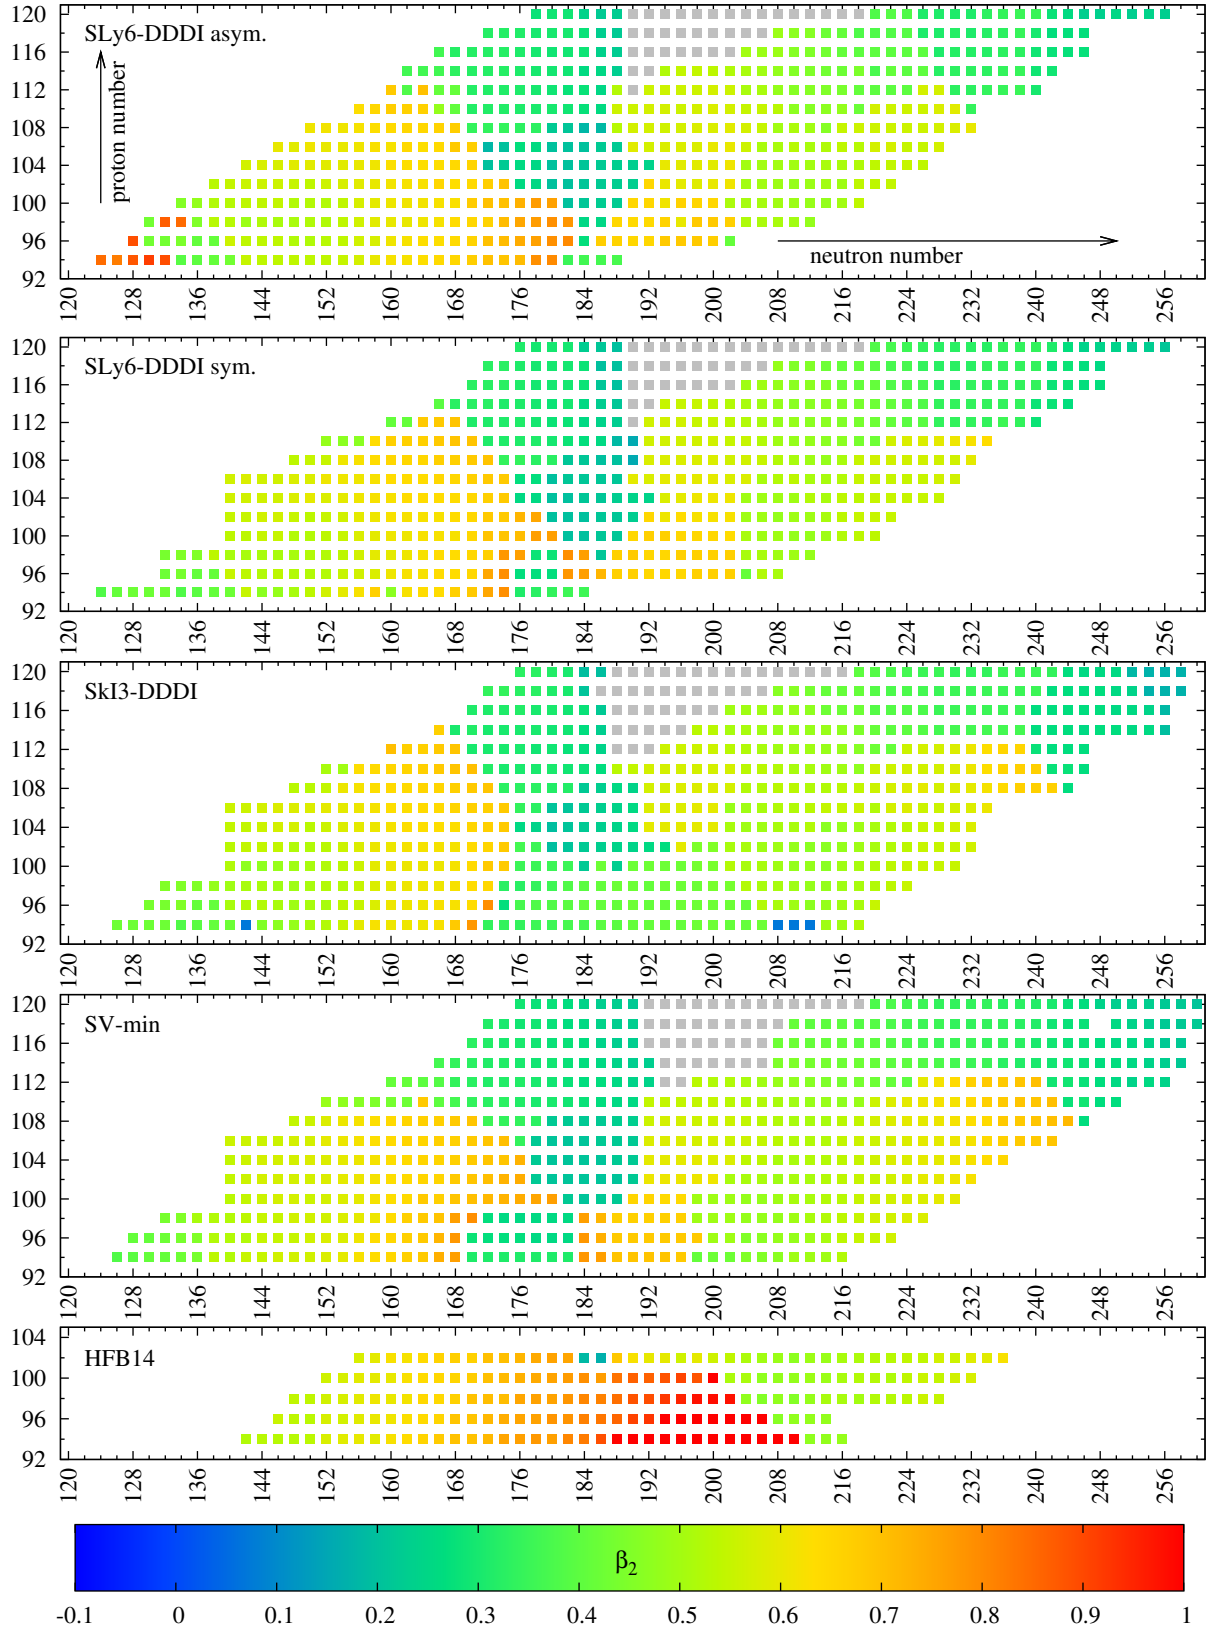 120
116
112
108
104
100
96
92
SLy6-DDDI asym.
proton number
neutron number
120 128 136 144 152 160 168 176 184 192 200 208 216 224 232 240 248 256
120
116
112
108
104
100
96
92
SLy6-DDDI sym.
120 128 136 144 152 160 168 176 184 192 200 208 216 224 232 240 248 256
120
116
112
108
104
100
96
92
SkI3-DDDI
120 128 136 144 152 160 168 176 184 192 200 208 216 224 232 240 248 256
120
116
112
108
104
100
96
92
SV-min
120 128 136 144 152 160 168 176 184 192 200 208 216 224 232 240 248 256
104
100
96
92
HFB14
120 128 136 144 152 160 168 176 184 192 200 208 216 224 232 240 248 256
β₂
-0.1 0 0.1 0.2 0.3 0.4 0.5 0.6 0.7 0.8 0.9 1